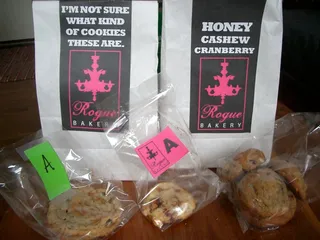 I'M NOT SURE
WHAT KIND
OF COOKIES
THESE ARE.
Rogue
BAKERY
HONEY
CASHEW
CRANBERRY
Rogue
BAKERY
A
A